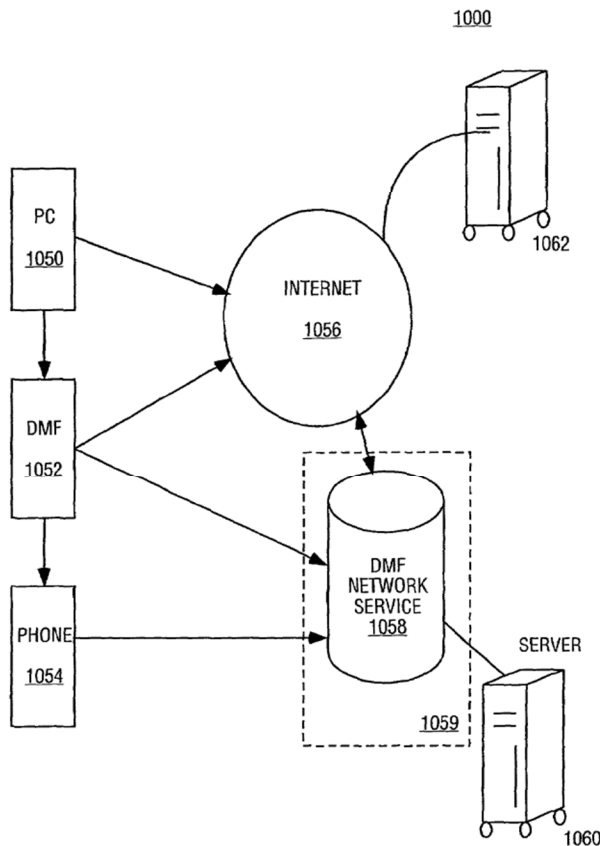 1000
1062
PC
1050
INTERNET
1056
DMF
1052
DMF
NETWORK
SERVICE
1058
PHONE
1054
SERVER
1059
1060